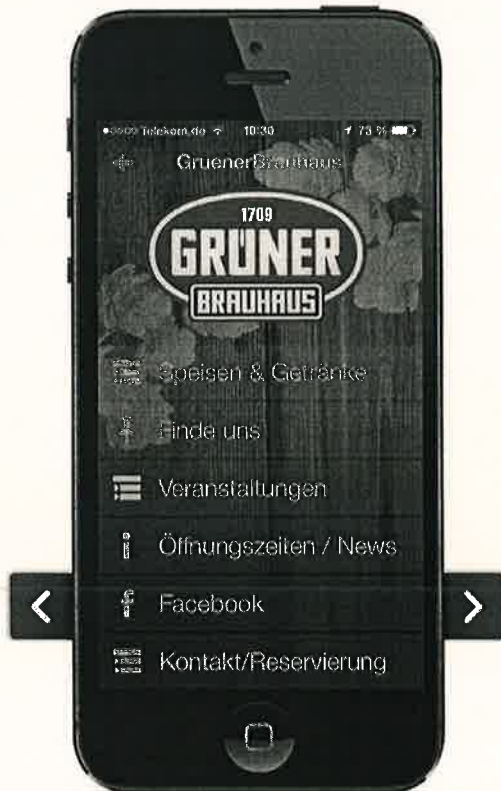 Telekom.de 10:30 73 %
GruenerBrauhaus
1709
GRÜNER
BRAUHAUS
Speisen & Getränke
Finde uns
Veranstaltungen
Öffnungszeiten / News
Facebook
Kontakt/Reservierung